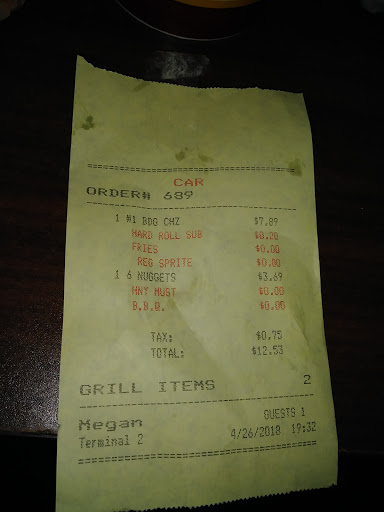 CAR
ORDER# 689
1 #1 BDG CHZ $7.89
HARD ROLL SUB $0.20
FRIES $0.00
REG SPRITE $0.00
1 6 NUGGETS $3.69
HNY MUST $0.00
B.B.Q. $0.00
TAX: $0.75
TOTAL: $12.53
GRILL ITEMS 2
Megan GUESTS 1
Terminal 2 4/26/2018 19:32